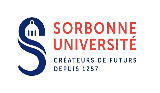 SORBONNE
UNIVERSITÉ
CRÉATEURS DE FUTURS
DEPUIS 1257